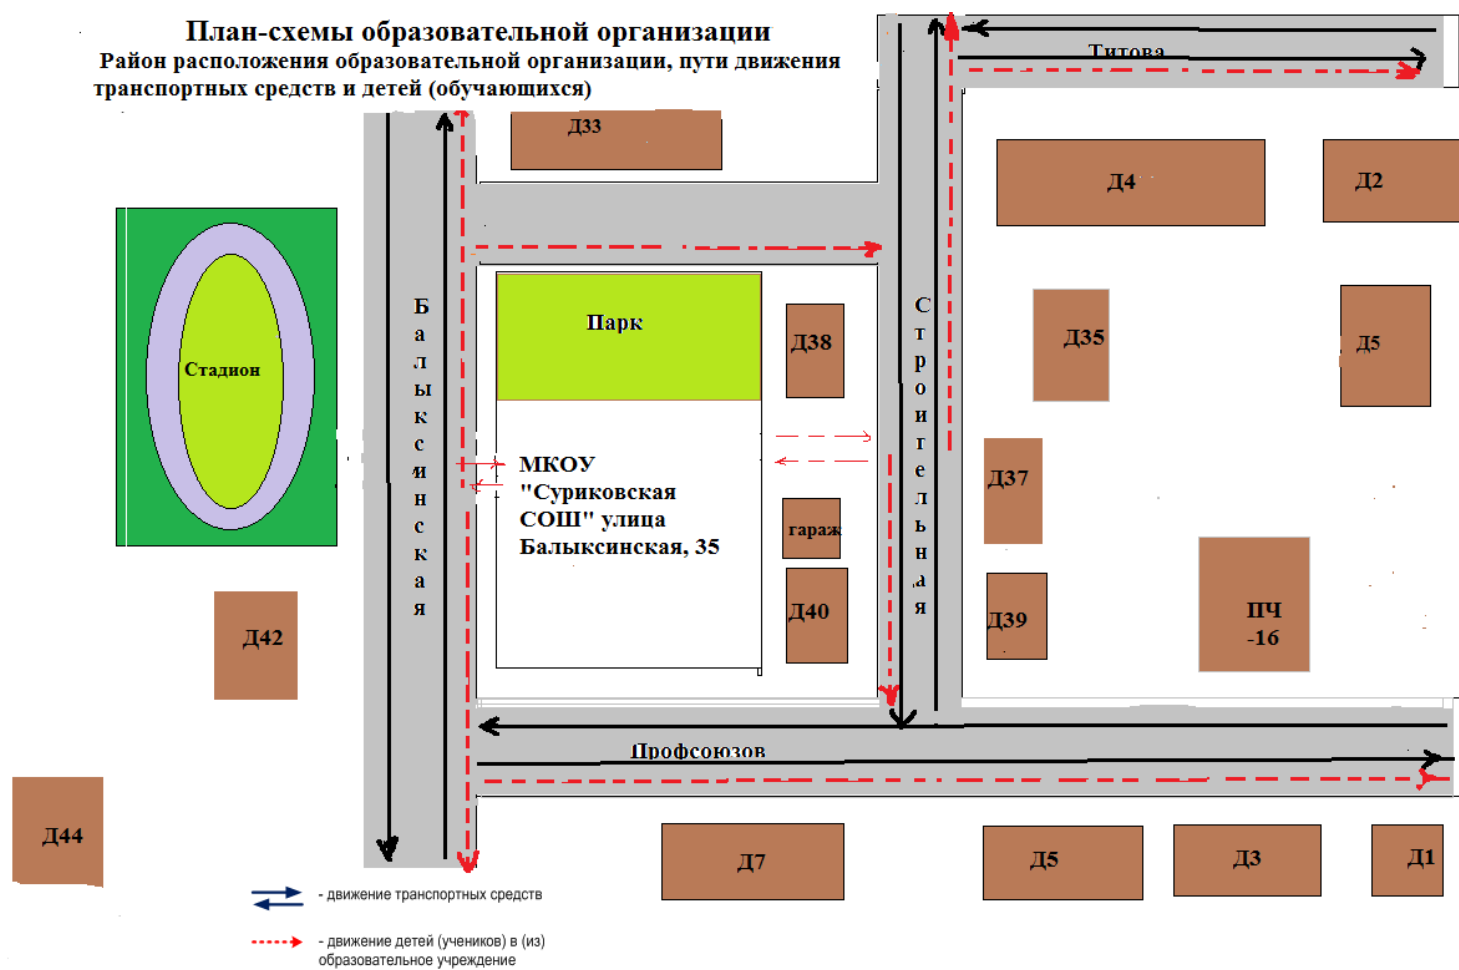 План-схемы образовательной организации
Район расположения образовательной организации, пути движения
транспортных средств и детей (обучающихся)
Титова
Д33
Д4
Д2
Балыксинская
Строительная
Парк
Д38
Д35
Д5
Стадион
МКОУ
"Суриковская
СОШ" улица
Балыксинская, 35
Д37
гараж
Д40
Д39
ПЧ
-16
Д42
Профсоюзов
Д44
Д7
Д5
Д3
Д1
- движение транспортных средств
- движение детей (учеников) в (из)
образовательное учреждение